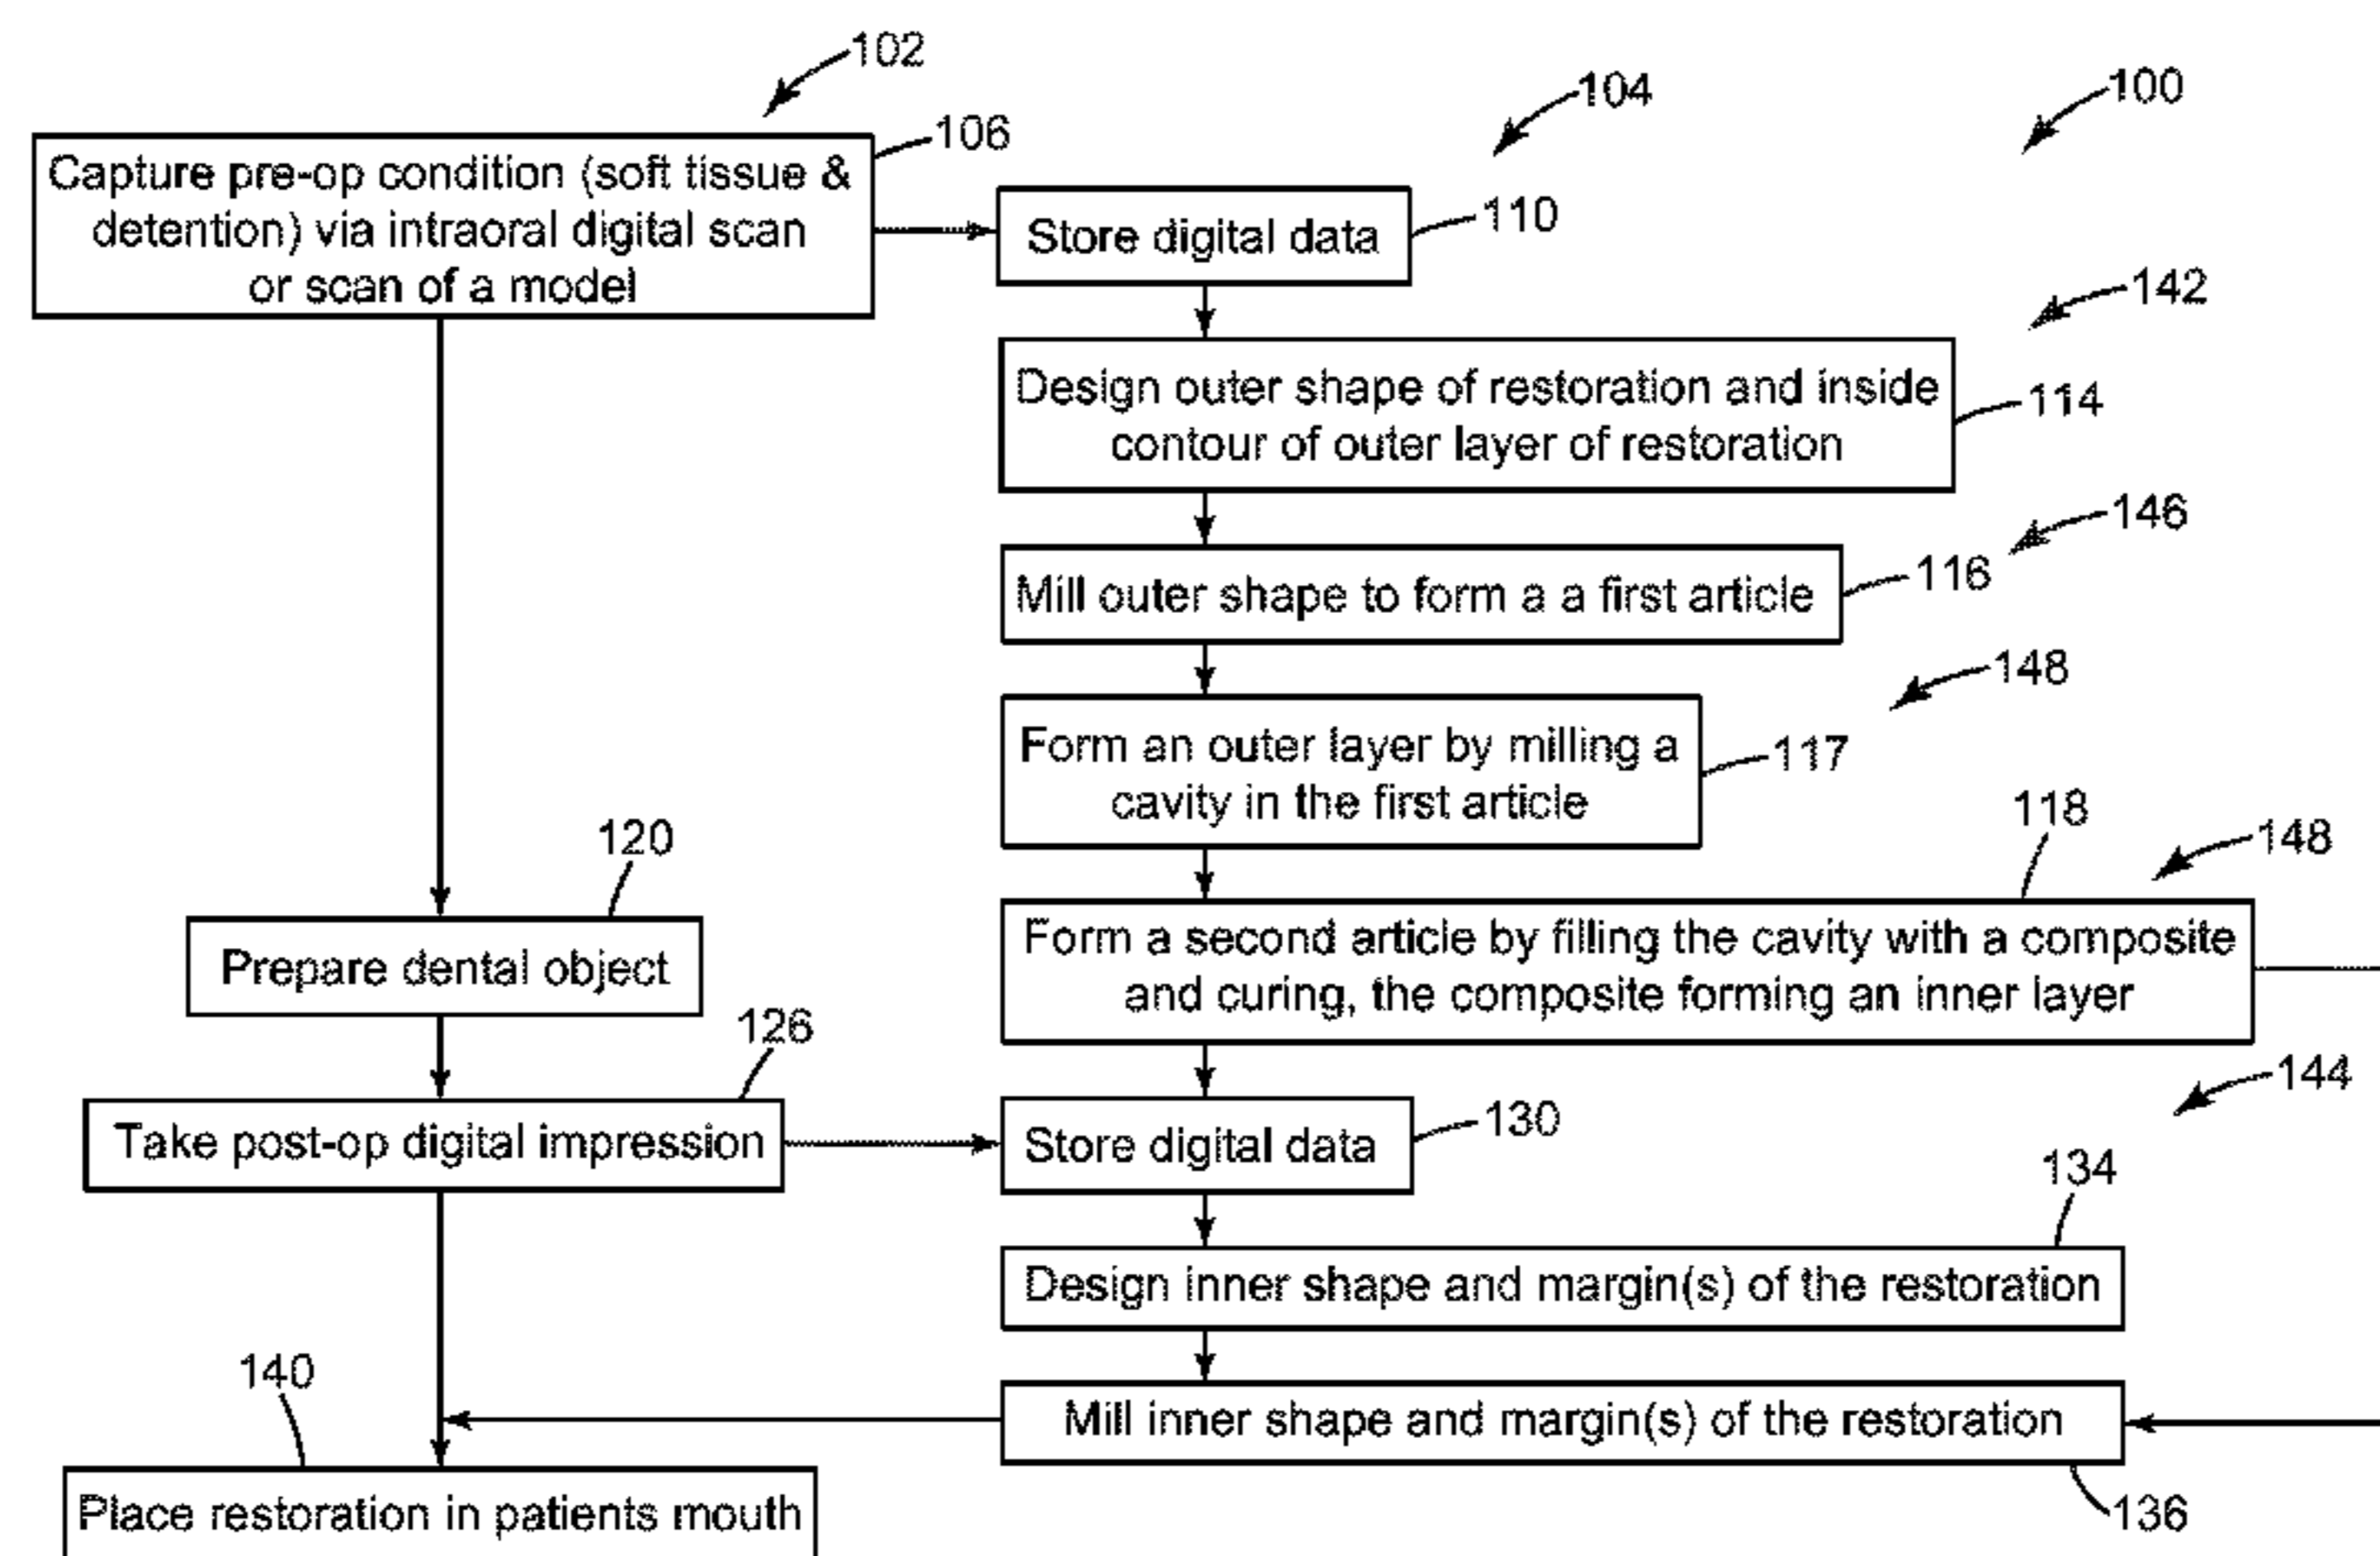 102
104
100
106
Capture pre-op condition (soft tissue &
detention) via intraoral digital scan
or scan of a model
Store digital data
110
142
Design outer shape of restoration and inside
contour of outer layer of restoration
114
146
Mill outer shape to form a a first article
116
148
Form an outer layer by milling a
cavity in the first article
117
118
148
120
Prepare dental object
Form a second article by filling the cavity with a composite
and curing, the composite forming an inner layer
126
144
Take post-op digital impression
Store digital data
130
134
Design inner shape and margin(s) of the restoration
140
Mill inner shape and margin(s) of the restoration
136
Place restoration in patients mouth